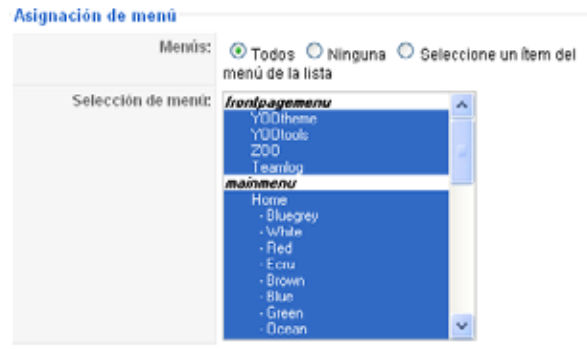 Asignación de menú
Menús: Todos Ninguna Seleccione un ítem del
menú de la lista
Selección de menú: frontpagemenu
YOOtheme
YOOtools
ZOO
Teamlog
mainmenu
Home
- Bluegrey
- White
- Red
- Ecru
- Brown
- Blue
- Green
- Ocean